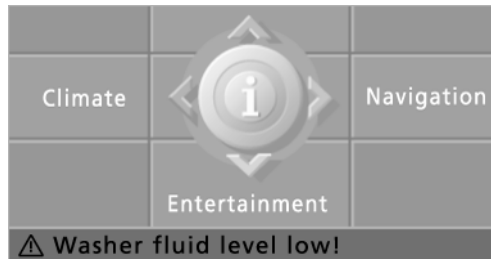 Climate
i
Navigation
Entertainment
Washer fluid level low!